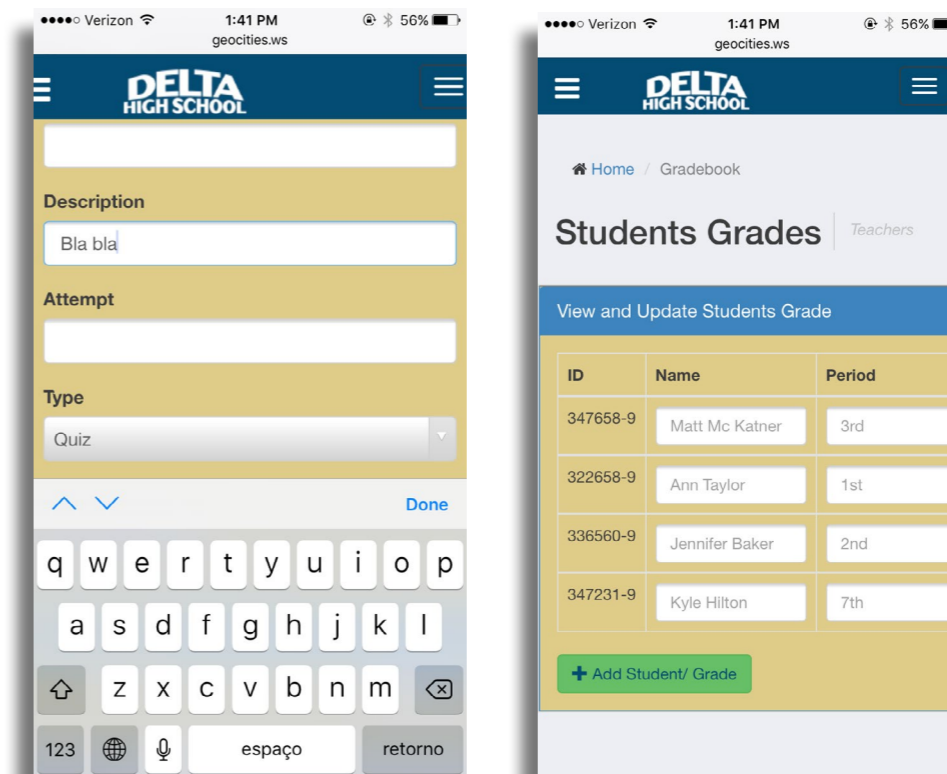 Verizon 1:41 PM 56%
geocities.ws
DELTA
HIGH SCHOOL
Description
Bla bla
Attempt
Type
Quiz
Done
q w e r t y u i o p
a s d f g h j k l
z x c v b n m
123 espaço retorno
Verizon 1:41 PM 56%
geocities.ws
DELTA
HIGH SCHOOL
Home / Gradebook
Students Grades Teachers
View and Update Students Grade
ID Name Period
347658-9 Matt Mc Katner 3rd
322658-9 Ann Taylor 1st
336560-9 Jennifer Baker 2nd
347231-9 Kyle Hilton 7th
+ Add Student/ Grade